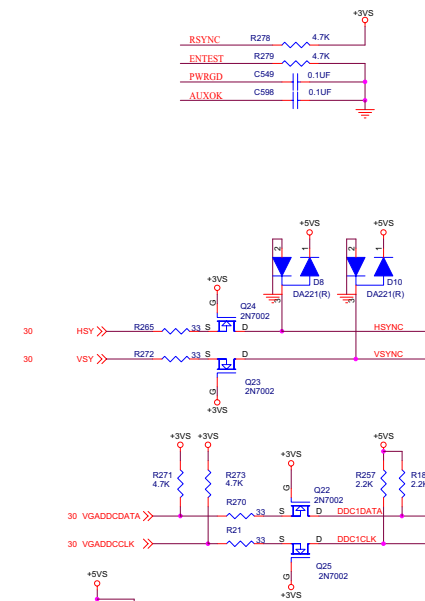 +3VS
RSYNC R278 4.7K
ENTEST R279 4.7K
PWRGD C549 0.1UF
AUXOK C598 0.1UF
+5VS +5VS
2 1 2 1
+3VS D8 D10
3 DA221(R) 3 DA221(R)
Q24
G 2N7002
30 HSY R265 33 S D HSYNC
30 VSY R272 33 S D VSYNC
Q23
G 2N7002
+3VS
+3VS +3VS +5VS
+3VS
R271 R273 R257 R18
4.7K 4.7K G Q22 2.2K 2.2K
R270 2N7002
30 VGADDCDATA 33 S D DDC1DATA
R21
30 VGADDCCLK 33 S D DDC1CLK
Q25
+5VS G 2N7002
+3VS